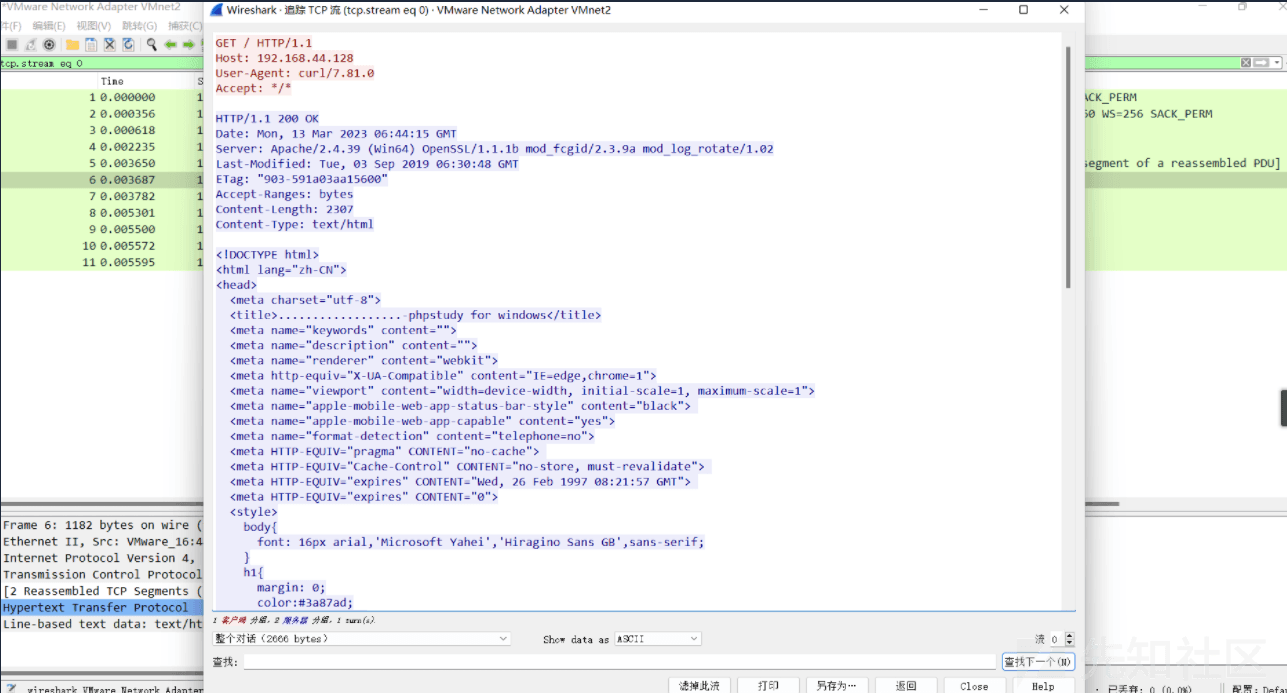 *VMware Network Adapter VMnet2
Wireshark · 追踪 TCP 流 (tcp.stream eq 0) · VMware Network Adapter VMnet2
件(F) 编辑(E) 视图(V) 跳转(G) 捕获(C)
tcp.stream eq 0
Time
1 0.000000
2 0.000356
3 0.000618
4 0.002235
5 0.003650
6 0.003687
7 0.003782
8 0.005301
9 0.005500
10 0.005572
11 0.005595
ACK_PERM
60 WS=256 SACK_PERM
segment of a reassembled PDU]
GET / HTTP/1.1
Host: 192.168.44.128
User-Agent: curl/7.81.0
Accept: */*
HTTP/1.1 200 OK
Date: Mon, 13 Mar 2023 06:44:15 GMT
Server: Apache/2.4.39 (Win64) OpenSSL/1.1.1b mod_fcgid/2.3.9a mod_log_rotate/1.02
Last-Modified: Tue, 03 Sep 2019 06:30:48 GMT
ETag: "903-591a03aa15600"
Accept-Ranges: bytes
Content-Length: 2307
Content-Type: text/html
<!DOCTYPE html>
<html lang="zh-CN">
<head>
<meta charset="utf-8">
<title>..................-phpstudy for windows</title>
<meta name="keywords" content="">
<meta name="description" content="">
<meta name="renderer" content="webkit">
<meta http-equiv="X-UA-Compatible" content="IE=edge,chrome=1">
<meta name="viewport" content="width=device-width, initial-scale=1, maximum-scale=1">
<meta name="apple-mobile-web-app-status-bar-style" content="black">
<meta name="apple-mobile-web-app-capable" content="yes">
<meta name="format-detection" content="telephone=no">
<meta HTTP-EQUIV="pragma" CONTENT="no-cache">
<meta HTTP-EQUIV="Cache-Control" CONTENT="no-store, must-revalidate">
<meta HTTP-EQUIV="expires" CONTENT="Wed, 26 Feb 1997 08:21:57 GMT">
<meta HTTP-EQUIV="expires" CONTENT="0">
<style>
body{
font: 16px arial,'Microsoft Yahei','Hiragino Sans GB',sans-serif;
}
h1{
margin: 0;
color:#3a87ad;
Frame 6: 1182 bytes on wire (
Ethernet II, Src: VMware_16:4
Internet Protocol Version 4,
Transmission Control Protocol
[2 Reassembled TCP Segments (
Hypertext Transfer Protocol
Line-based text data: text/ht
1 客户端 分组, 2 服务器 分组, 1 turn(s).
整个对话 (2666 bytes)
Show data as ASCII
流 0
查找:
查找下一个(N)
滤掉此流 打印 另存为… 返回 Close Help
wireshark_VMware Network Adapter
已丢弃: 0 (0.0%)
配置: Defa
先知社区